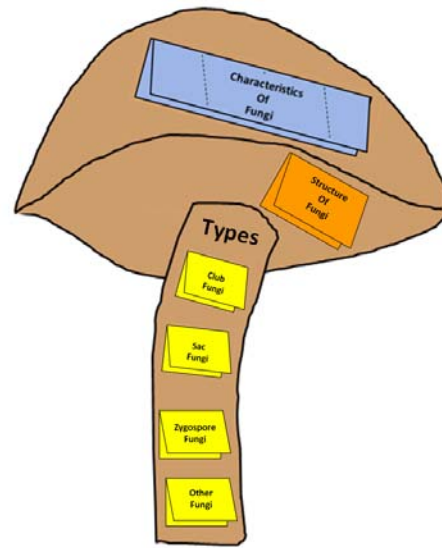 Characteristics
Of
Fungi
Structure
Of
Fungi
Types
Club
Fungi
Sac
Fungi
Zygospore
Fungi
Other
Fungi